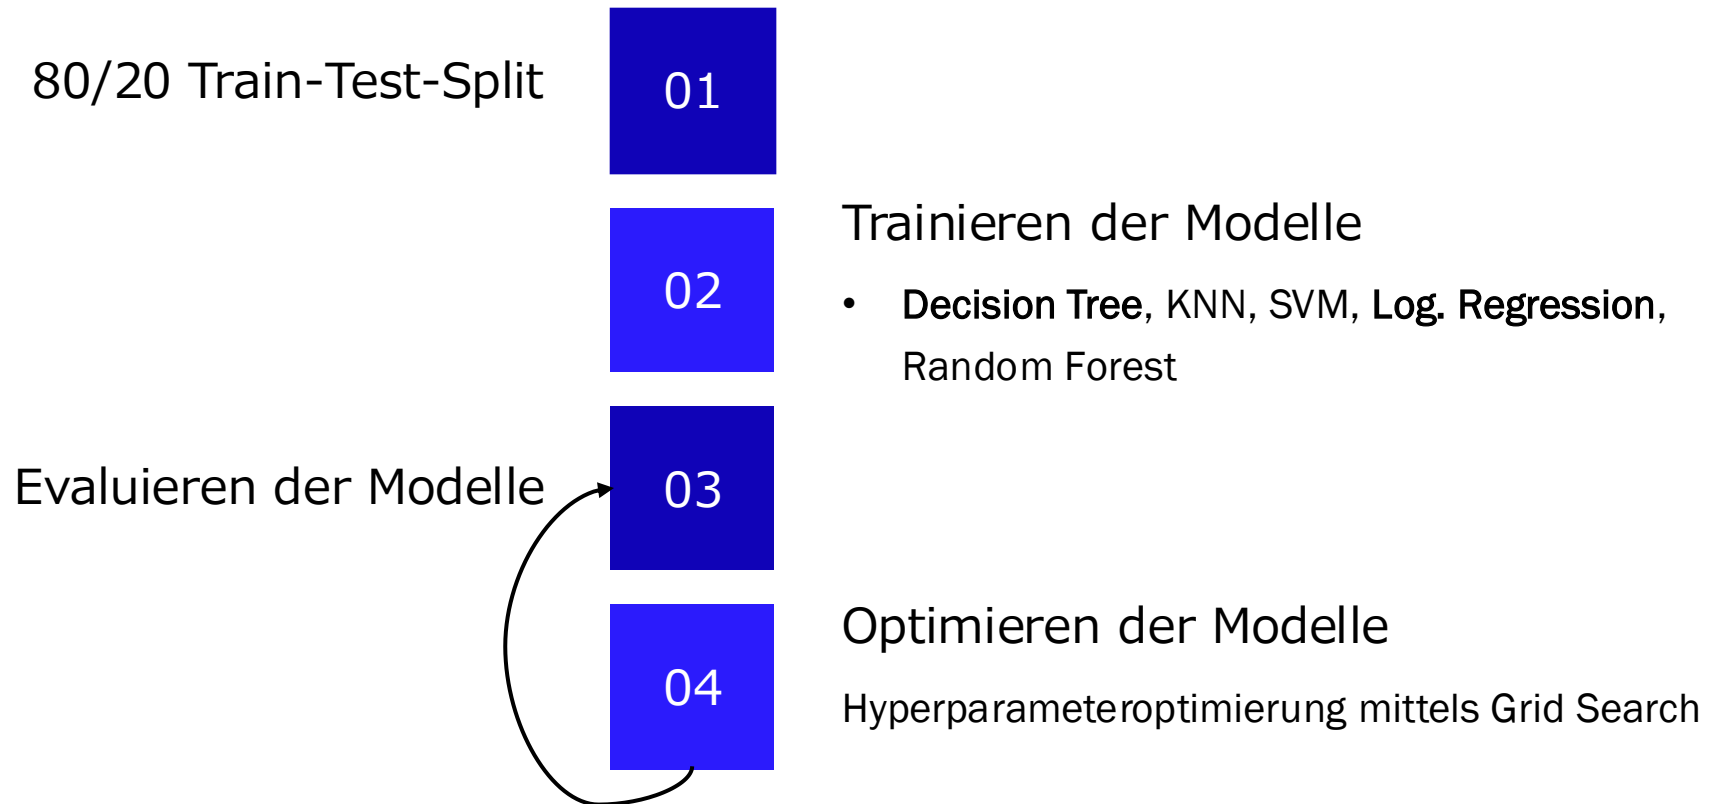 80/20 Train-Test-Split
01
Trainieren der Modelle
02
• Decision Tree, KNN, SVM, Log. Regression,
Random Forest
Evaluieren der Modelle
03
Optimieren der Modelle
04
Hyperparameteroptimierung mittels Grid Search